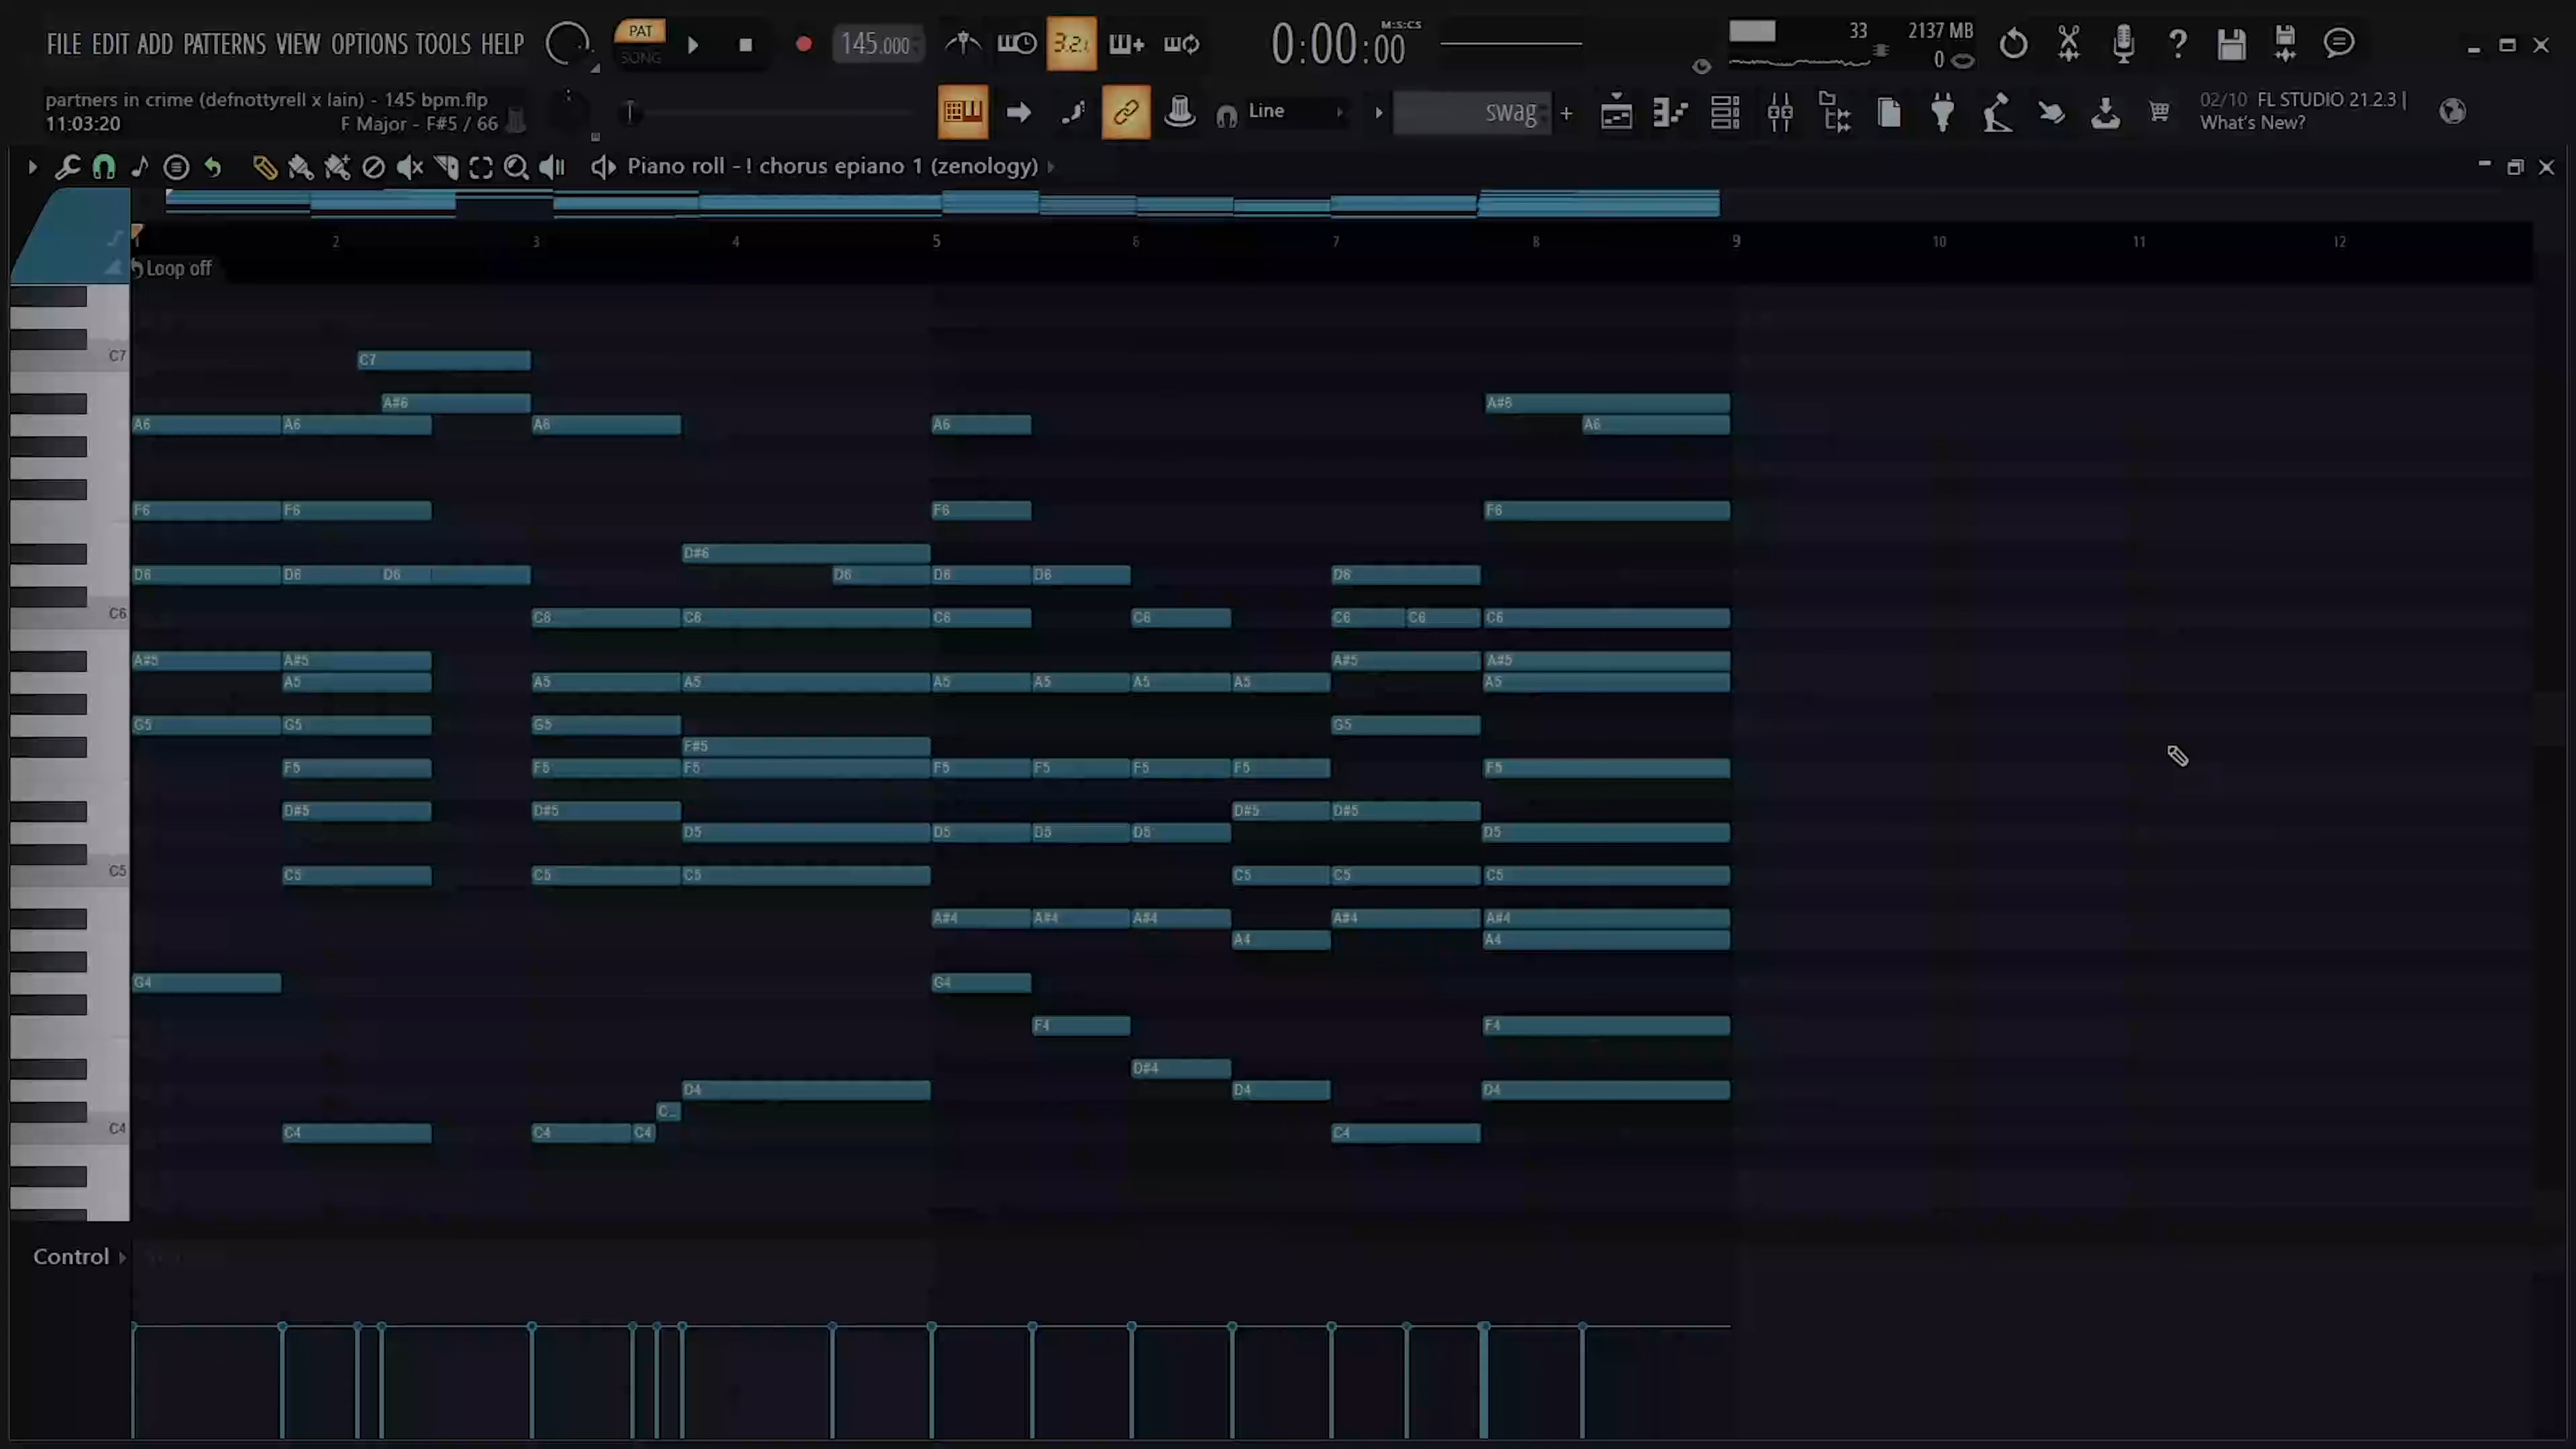 FILE EDIT ADD PATTERNS VIEW OPTIONS TOOLS HELP
PAT
SONG
145.000
3.2.
0:00:00
M:S:CS
33
2137 MB
0
partners in crime (defnottyrell x lain) - 145 bpm.flp
11:03:20
F Major - F#5 / 66
Line
swag
02/10 FL STUDIO 21.2.3 |
What's New?
Piano roll - ! chorus epiano 1 (zenology)
1 2 3 4 5 6 7 8 9 10 11 12
Loop off
C7
C7
A#6 A#6
A6 A6 A6 A6 A6
F6 F6 F6 F6
D#6
D6 D6 D6 D6 D6 D6 D6
C6
C6 C6 C6 C6 C6 C6 C6
A#5 A#5 A#5 A#5
A5 A5 A5 A5 A5 A5 A5 A5
G5 G5 G5 G5
F#5
F5 F5 F5 F5 F5 F5 F5 F5
D#5 D#5 D#5 D#5
D5 D5 D5 D5 D5
C5
C5 C5 C5 C5 C5 C5
A#4 A#4 A#4 A#4 A#4
A4 A4
G4 G4
F4 F4
D#4
D4 D4 D4
C...
C4
C4 C4 C4 C4
Control